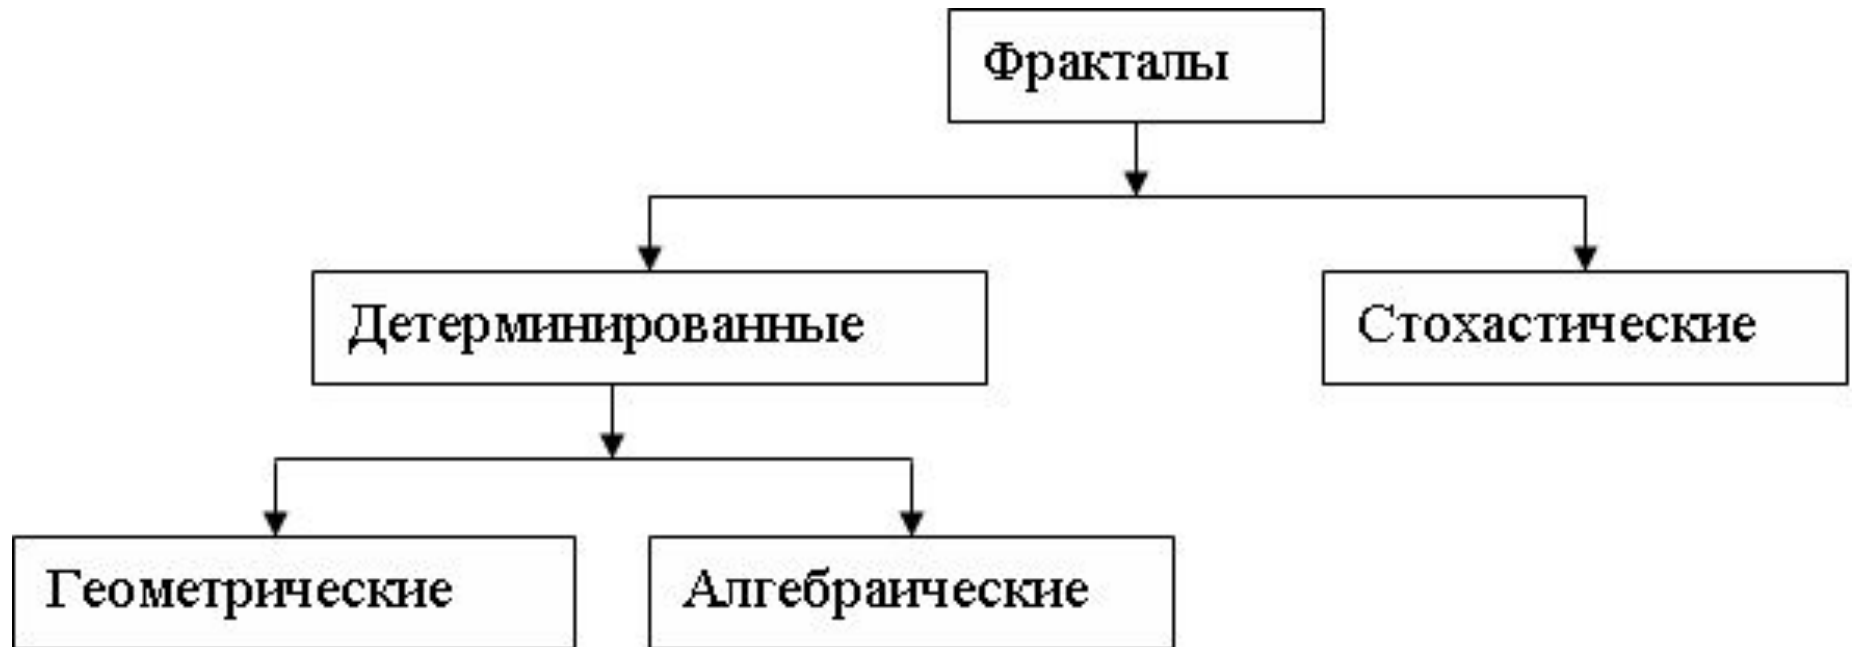 Фракталы
Детерминированные
Стохастические
Геометрические
Алгебраические